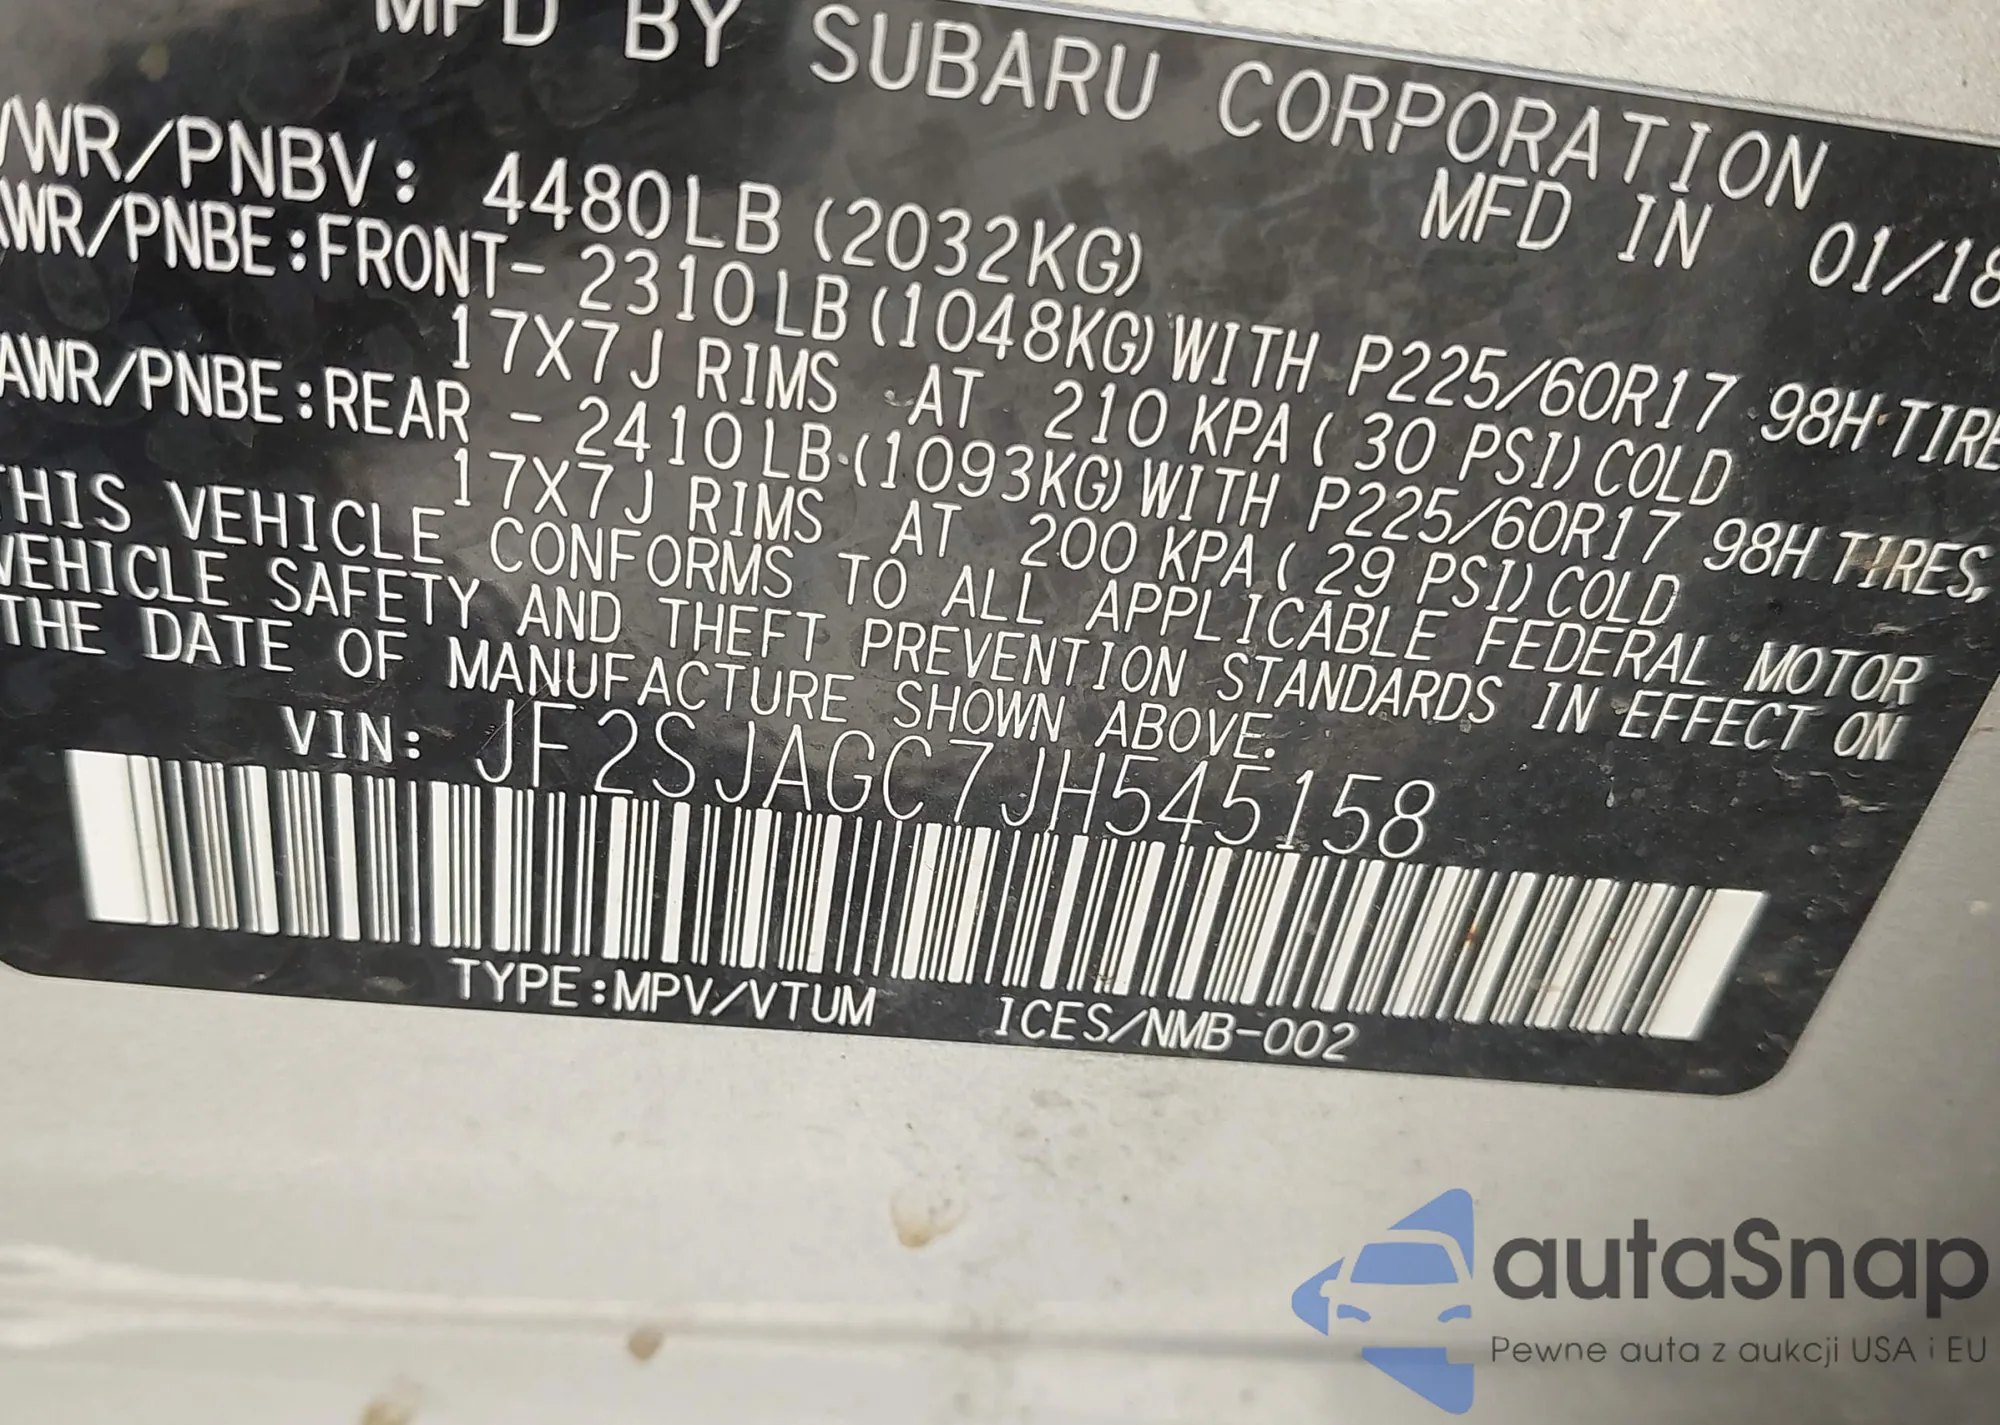 MFD BY SUBARU CORPORATION
MFD IN 01/18
VWR/PNBV: 4480LB (2032KG)
AWR/PNBE:FRONT- 2310LB(1048KG)WITH P225/60R17 98H TIRE
17X7J RIMS AT 210 KPA( 30 PSI)COLD
AWR/PNBE:REAR - 2410LB(1093KG)WITH P225/60R17 98H TIRES,
17X7J RIMS AT 200 KPA( 29 PSI)COLD
THIS VEHICLE CONFORMS TO ALL APPLICABLE FEDERAL MOTOR
VEHICLE SAFETY AND THEFT PREVENTION STANDARDS IN EFFECT ON
THE DATE OF MANUFACTURE SHOWN ABOVE.
VIN: JF2SJAGC7JH545158
TYPE:MPV/VTUM ICES/NMB-002
autaSnap
Pewne auta z aukcji USA i EU